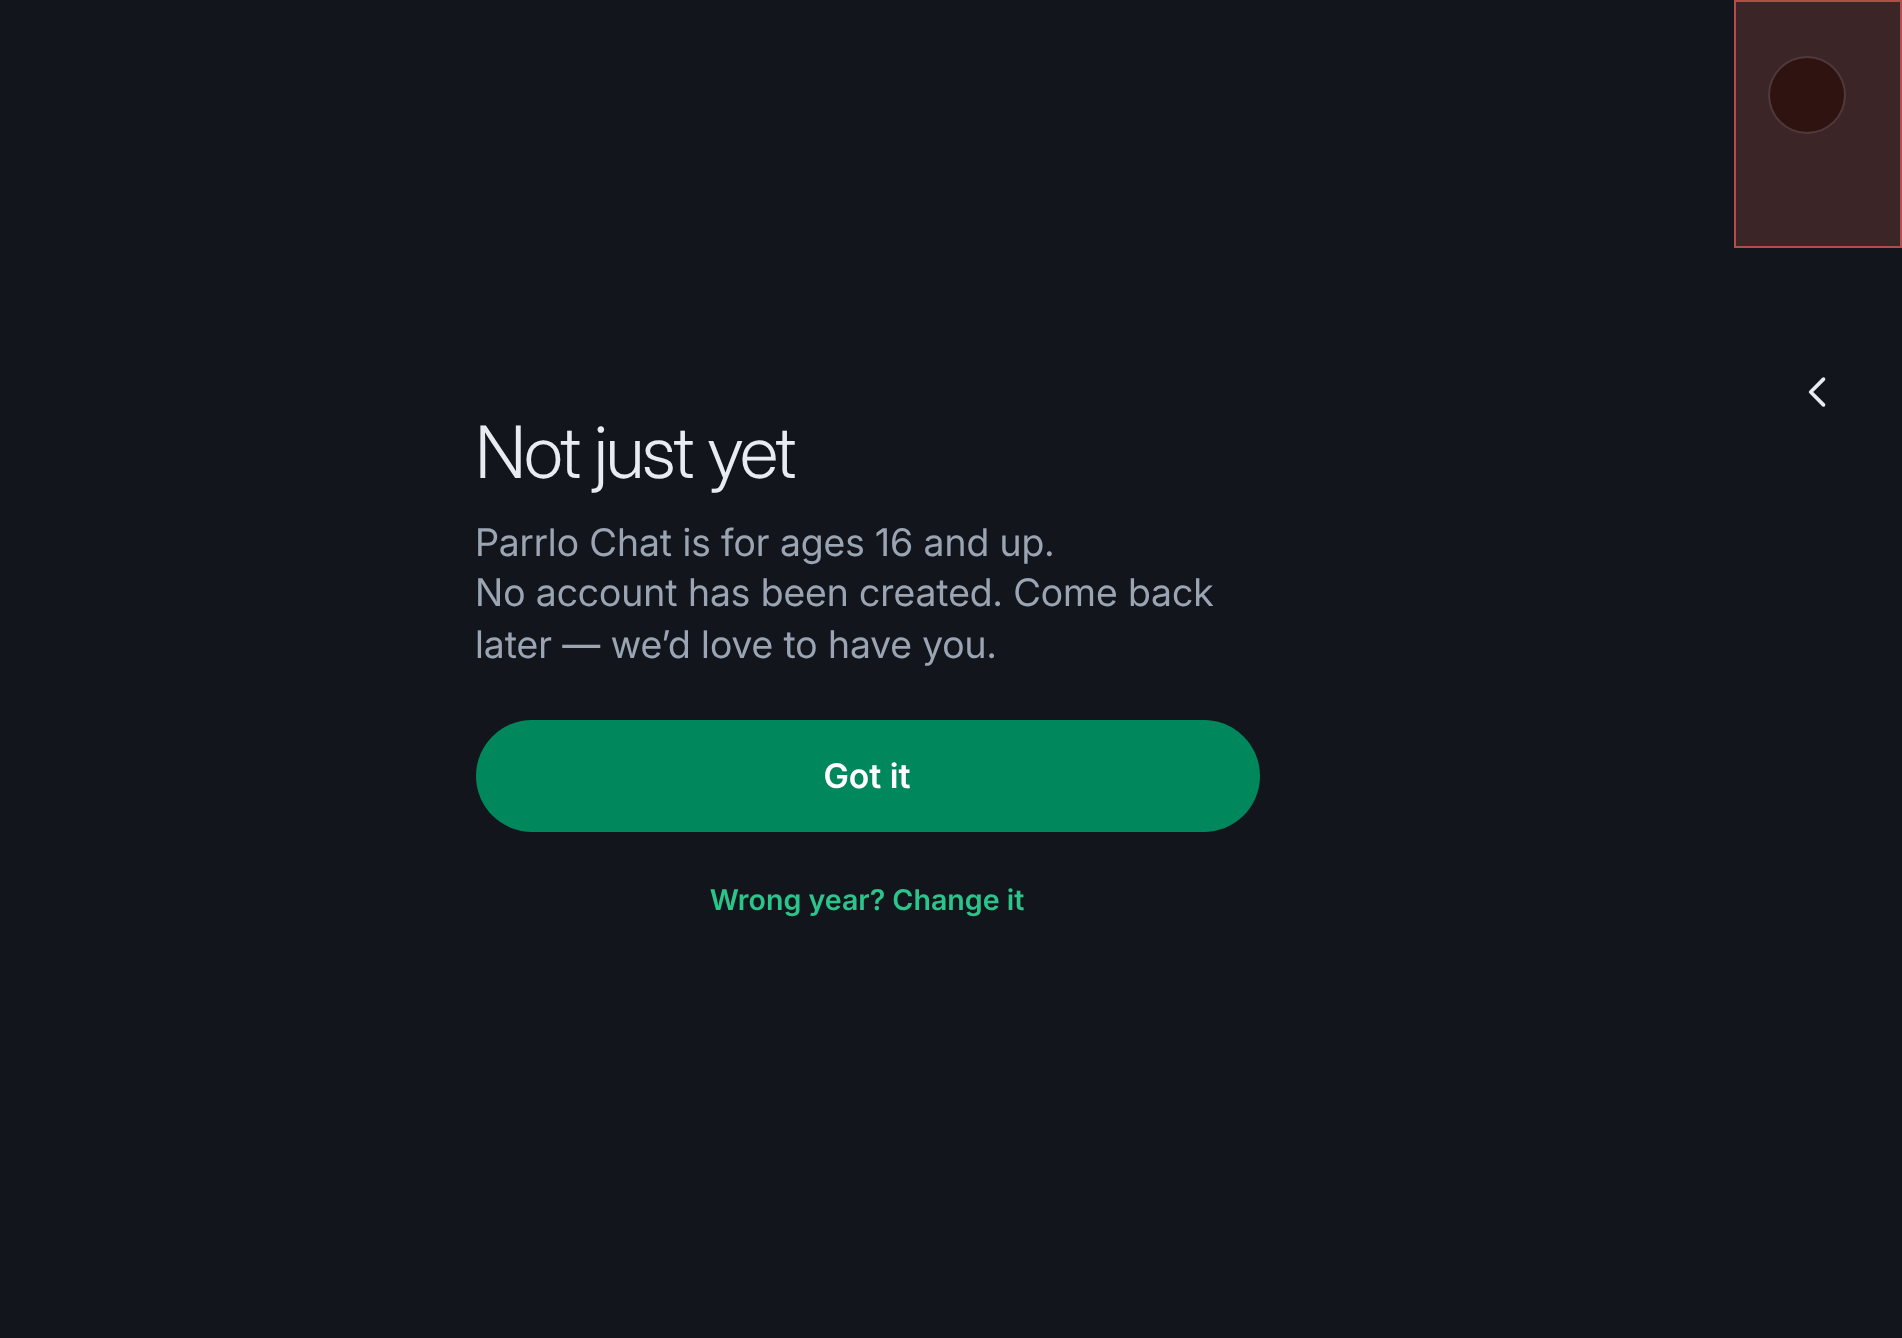 Not just yet
Parrlo Chat is for ages 16 and up.
No account has been created. Come back
later — we’d love to have you.
Got it
Wrong year? Change it